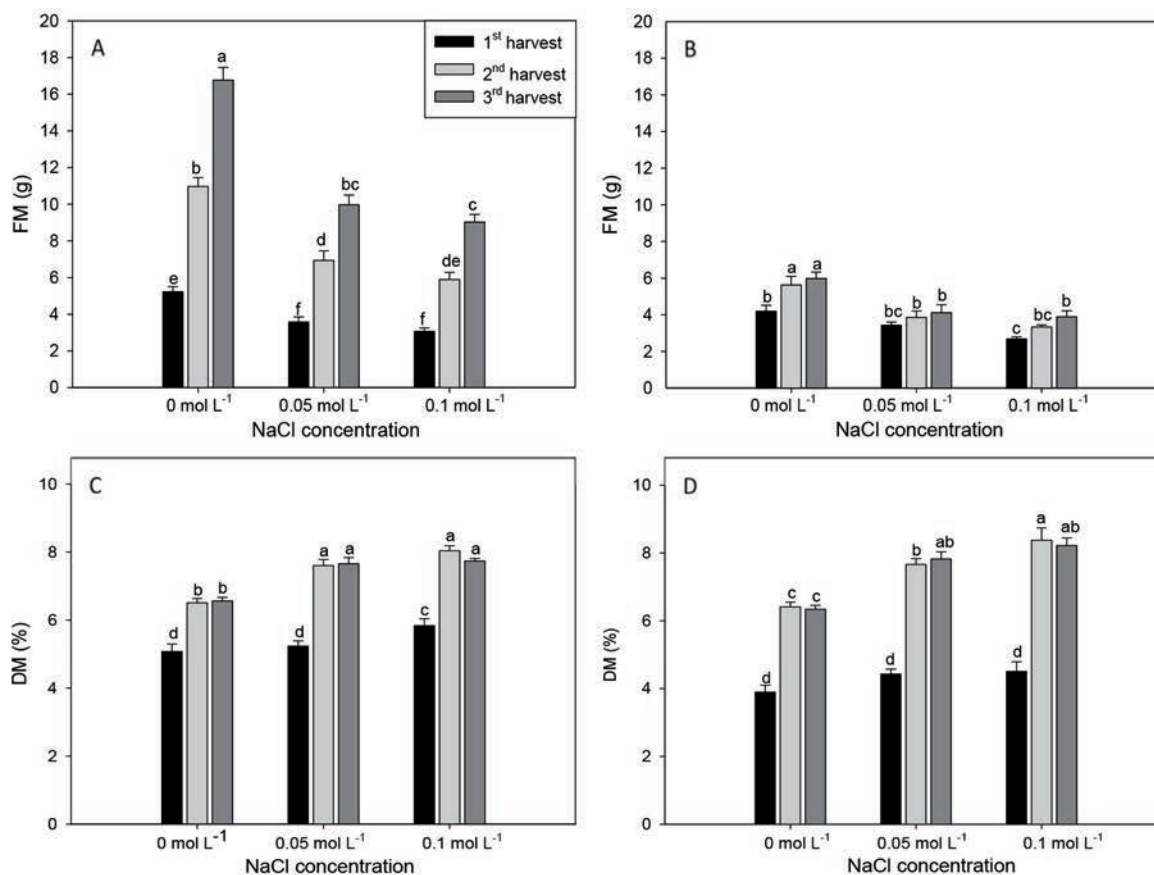 A
1st harvest
2nd harvest
3rd harvest
FM (g)
20
18
16
14
12
10
8
6
4
2
0
e b a
f d bc
f de c
0 mol L-1 0.05 mol L-1 0.1 mol L-1
NaCl concentration
B
FM (g)
20
18
16
14
12
10
8
6
4
2
0
b a a
bc b b
c bc b
0 mol L-1 0.05 mol L-1 0.1 mol L-1
NaCl concentration
C
DM (%)
10
8
6
4
2
0
d b b
d a a
c a a
0 mol L-1 0.05 mol L-1 0.1 mol L-1
NaCl concentration
D
DM (%)
10
8
6
4
2
0
d c c
d b ab
d a ab
0 mol L-1 0.05 mol L-1 0.1 mol L-1
NaCl concentration